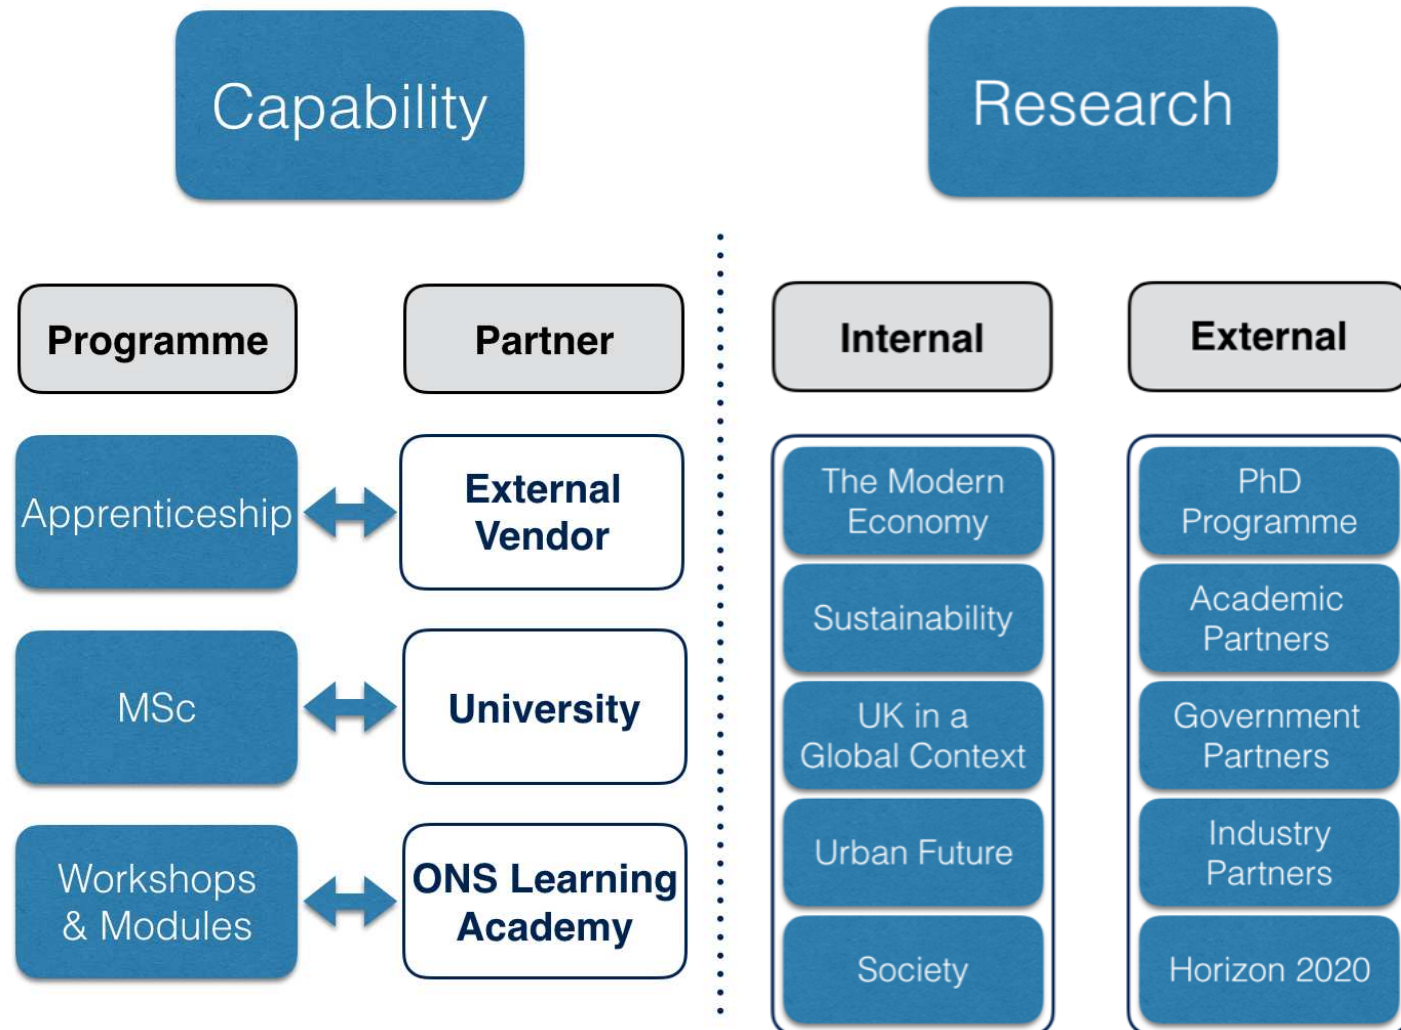 Capability
Research
Programme
Partner
Internal
External
Apprenticeship
External
Vendor
MSc
University
Workshops
& Modules
ONS Learning
Academy
The Modern
Economy
Sustainability
UK in a
Global Context
Urban Future
Society
PhD
Programme
Academic
Partners
Government
Partners
Industry
Partners
Horizon 2020